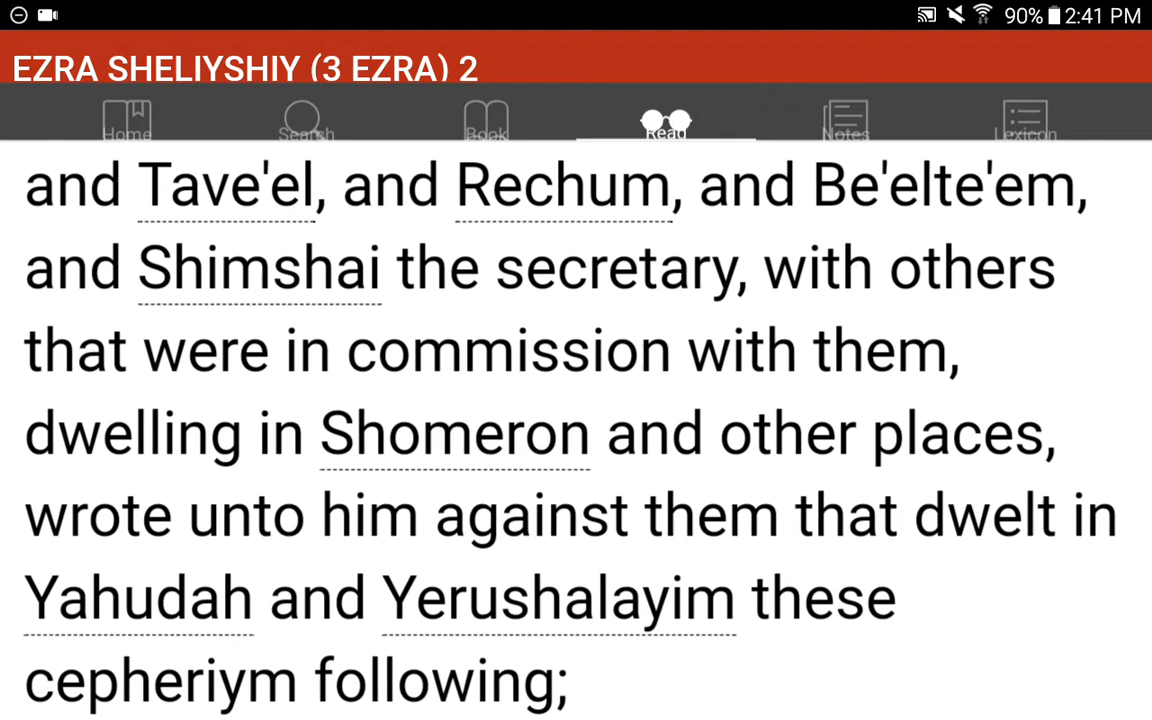 90% 2:41 PM
EZRA SHELIYSHIY (3 EZRA) 2
Home Search Book Read Notes Lexicon
and Tave'el, and Rechum, and Be'elte'em,
and Shimshai the secretary, with others
that were in commission with them,
dwelling in Shomeron and other places,
wrote unto him against them that dwelt in
Yahudah and Yerushalayim these
cepheriym following;